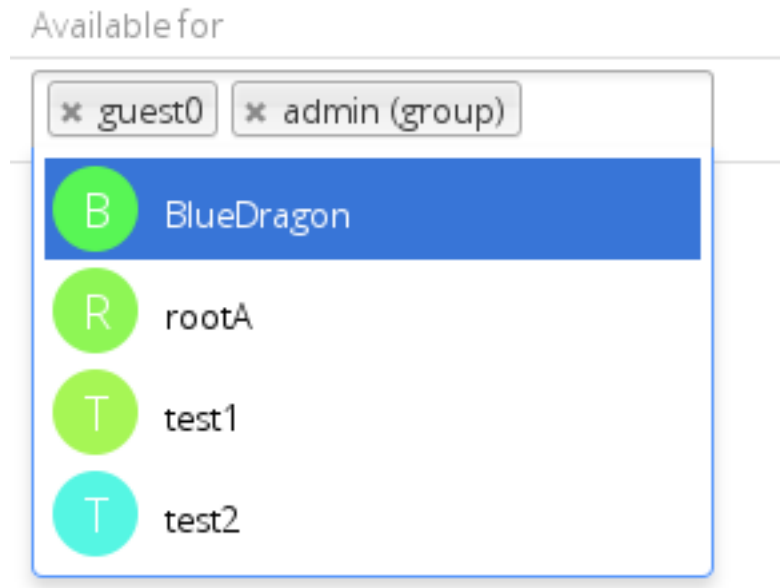 Available for
× guest0 × admin (group)
B BlueDragon
R rootA
T test1
T test2